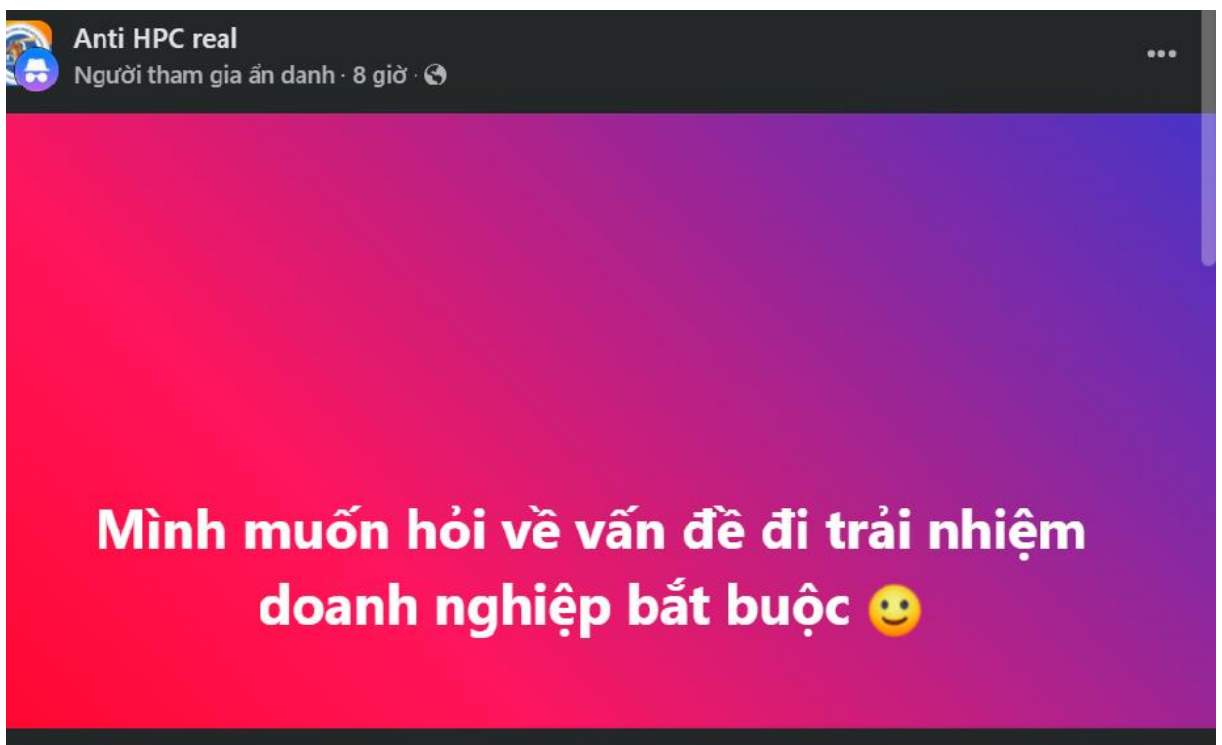 Anti HPC real
Người tham gia ẩn danh · 8 giờ ·
Mình muốn hỏi về vấn đề đi trải nhiệm
doanh nghiệp bắt buộc 🙂